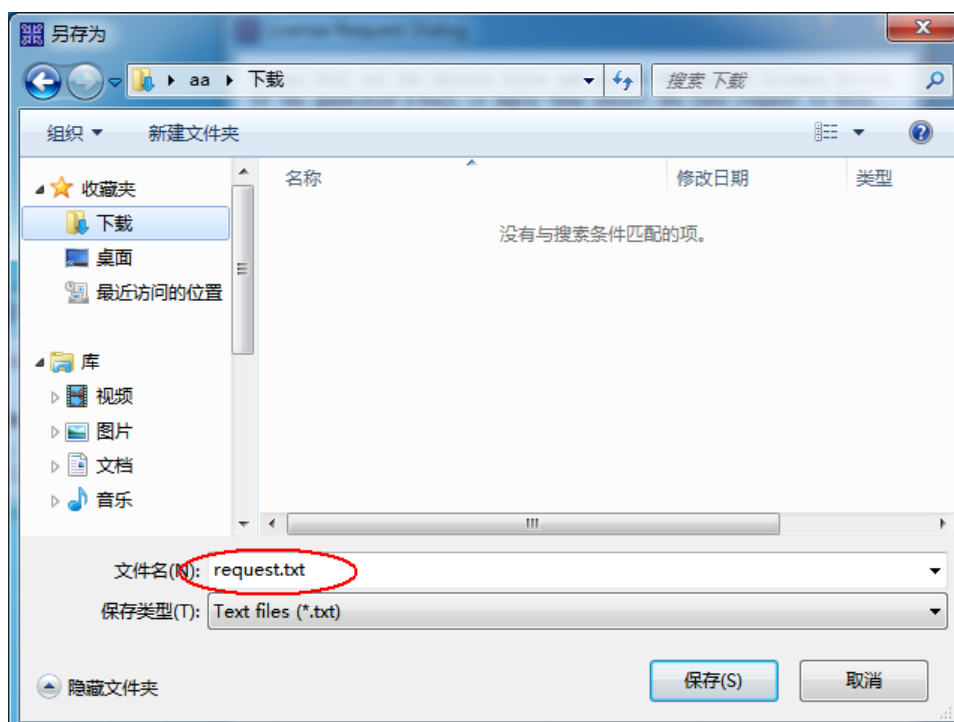 另存为
License Request Dialog
aa 下载
搜索 下载
组织 新建文件夹
收藏夹
下载
桌面
最近访问的位置
库
视频
图片
文档
音乐
名称 修改日期 类型
没有与搜索条件匹配的项。
文件名(N): request.txt
保存类型(T): Text files (*.txt)
隐藏文件夹
保存(S) 取消